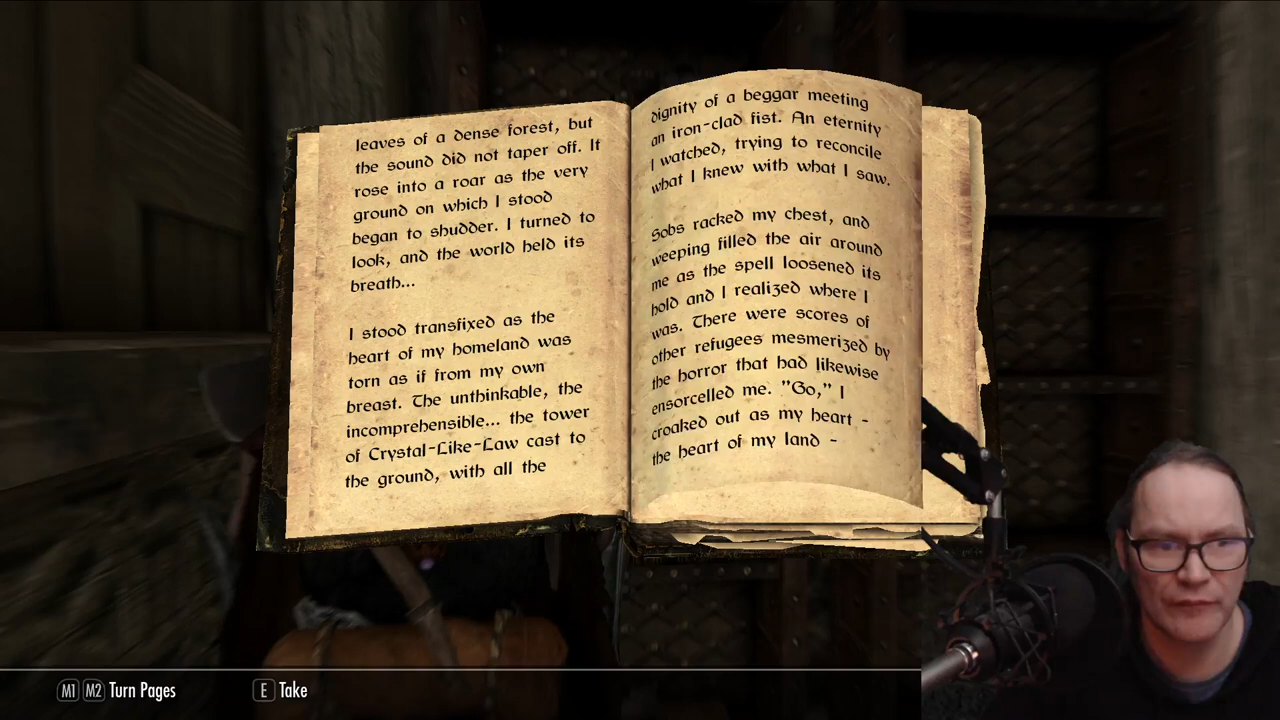 leaves of a dense forest, but
the sound did not taper off. It
rose into a roar as the very
ground on which I stood
began to shudder. I turned to
look, and the world held its
breath...
I stood transfixed as the
heart of my homeland was
torn as if from my own
breast. The unthinkable, the
incomprehensible... the tower
of Crystal-Like-Law cast to
the ground, with all the
dignity of a beggar meeting
an iron-clad fist. An eternity
I watched, trying to reconcile
what I knew with what I saw.
Sobs racked my chest, and
weeping filled the air around
me as the spell loosened its
hold and I realized where I
was. There were scores of
other refugees mesmerized by
the horror that had likewise
ensorcelled me. "Go," I
croaked out as my heart -
the heart of my land -
M1 M2 Turn Pages
E Take